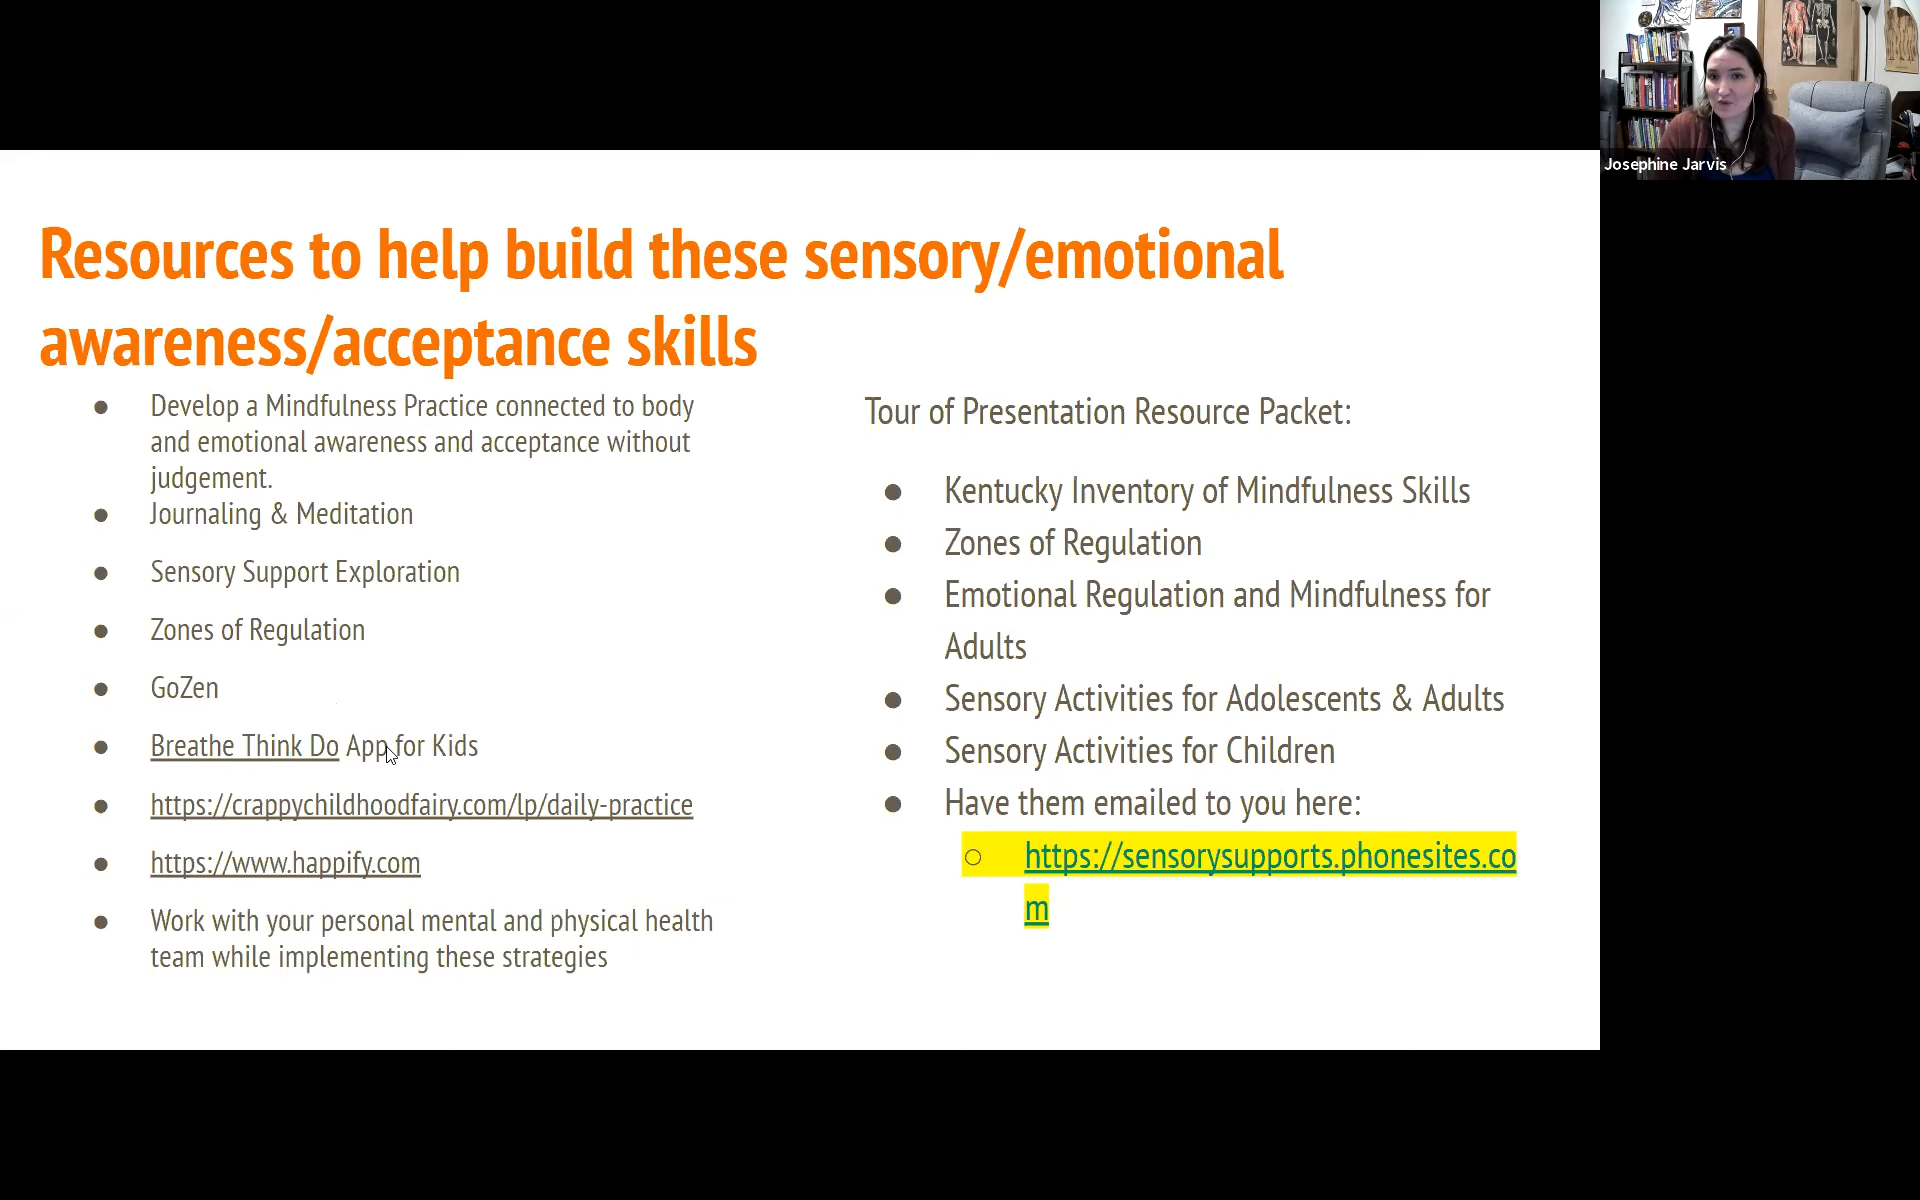 Resources to help build these sensory/emotional
awareness/acceptance skills
● Develop a Mindfulness Practice connected to body
and emotional awareness and acceptance without
judgement.
● Journaling & Meditation
● Sensory Support Exploration
● Zones of Regulation
● GoZen
● Breathe Think Do App for Kids
● https://crappychildhoodfairy.com/lp/daily-practice
● https://www.happify.com
● Work with your personal mental and physical health
team while implementing these strategies
Tour of Presentation Resource Packet:
● Kentucky Inventory of Mindfulness Skills
● Zones of Regulation
● Emotional Regulation and Mindfulness for
Adults
● Sensory Activities for Adolescents & Adults
● Sensory Activities for Children
● Have them emailed to you here:
○ https://sensorysupports.phonesites.co
m
Josephine Jarvis